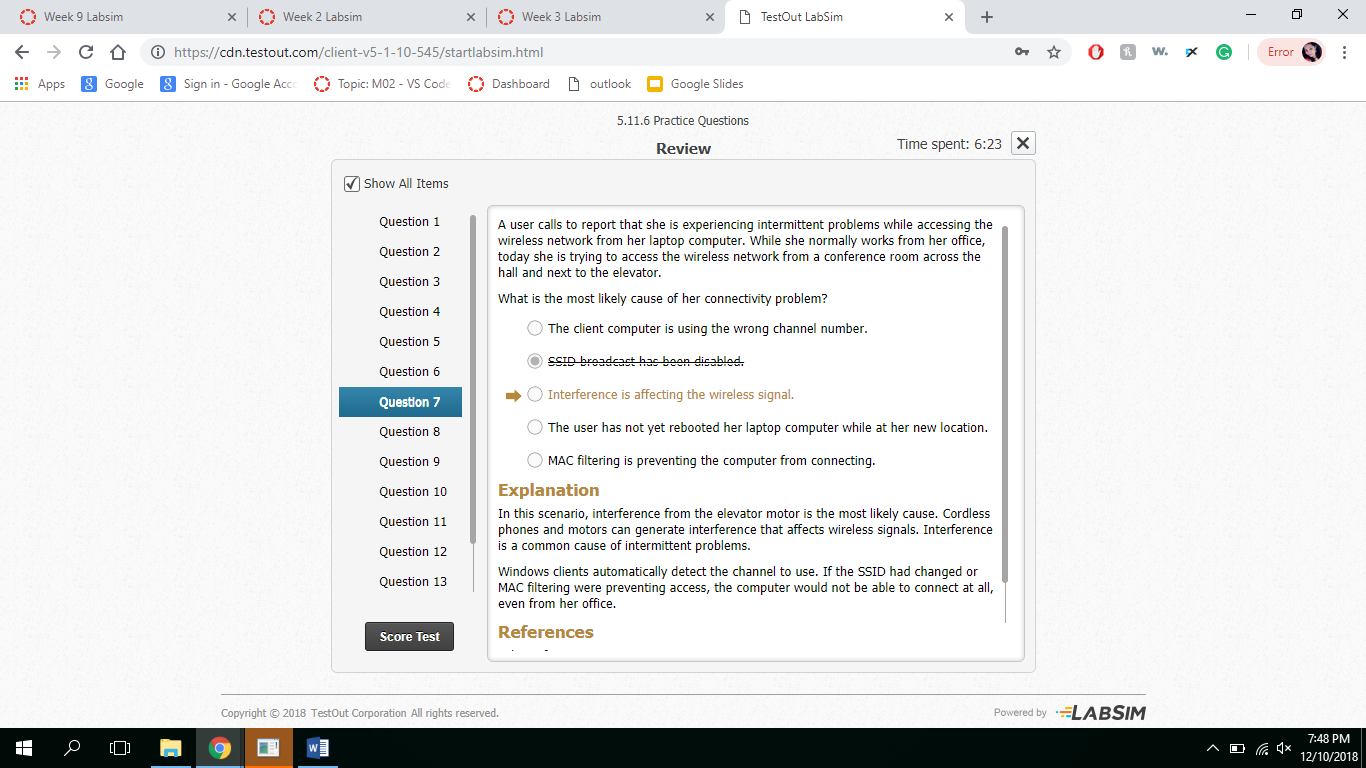 Week 9 Labsim
Week 2 Labsim
Week 3 Labsim
TestOut LabSim
https://cdn.testout.com/client-v5-1-10-545/startlabsim.html
Error
Apps
Google
Sign in - Google Acco
Topic: M02 - VS Code
Dashboard
outlook
Google Slides
5.11.6 Practice Questions
Review
Time spent: 6:23
Show All Items
Question 1
Question 2
Question 3
Question 4
Question 5
Question 6
Question 7
Question 8
Question 9
Question 10
Question 11
Question 12
Question 13
Score Test
A user calls to report that she is experiencing intermittent problems while accessing the
wireless network from her laptop computer. While she normally works from her office,
today she is trying to access the wireless network from a conference room across the
hall and next to the elevator.
What is the most likely cause of her connectivity problem?
The client computer is using the wrong channel number.
SSID broadcast has been disabled.
Interference is affecting the wireless signal.
The user has not yet rebooted her laptop computer while at her new location.
MAC filtering is preventing the computer from connecting.
Explanation
In this scenario, interference from the elevator motor is the most likely cause. Cordless
phones and motors can generate interference that affects wireless signals. Interference
is a common cause of intermittent problems.
Windows clients automatically detect the channel to use. If the SSID had changed or
MAC filtering were preventing access, the computer would not be able to connect at all,
even from her office.
References
Copyright © 2018 TestOut Corporation All rights reserved.
Powered by LABSIM
7:48 PM
12/10/2018